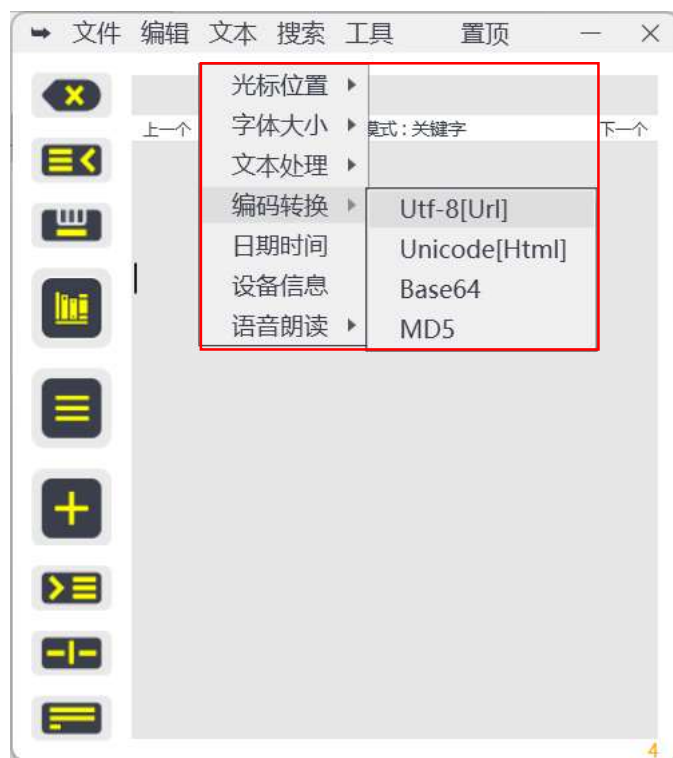 文件 编辑 文本 搜索 工具 置顶
上一个 模式：关键字 下一个
光标位置
字体大小
文本处理
编码转换
日期时间
设备信息
语音朗读
Utf-8[Url]
Unicode[Html]
Base64
MD5
4